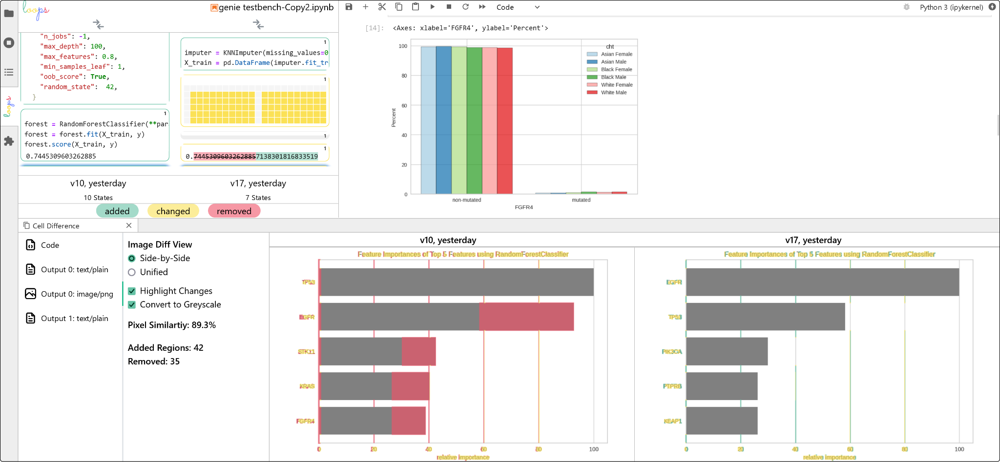 loops
genie testbench-Copy2.ipynb
"n_jobs": -1,
"max_depth": 100,
"max_features": 0.8,
"min_samples_leaf": 1,
"oob_score": True,
"random_state":  42,
}
1
forest = RandomForestClassifier(**par
forest = forest.fit(X_train, y)
forest.score(X_train, y)
0.7445309603262885
1
imputer = KNNImputer(missing_values=0
X_train = pd.DataFrame(imputer.fit_tr
1
1
1
0.74453096032628857138301816833519
v10, yesterday
10 States
v17, yesterday
7 States
added
changed
removed
loops
Code
Python 3 (ipykernel)
[14]:
<Axes: xlabel='FGFR4', ylabel='Percent'>
100
80
60
40
20
0
Percent
cht
Asian Female
Asian Male
Black Female
Black Male
White Female
White Male
non-mutated
mutated
FGFR4
Cell Difference
Code
Output 0: text/plain
Output 0: image/png
Output 1: text/plain
Image Diff View
Side-by-Side
Unified
Highlight Changes
Convert to Greyscale
Pixel Similartiy: 89.3%
Added Regions: 42
Removed: 35
v10, yesterday
Feature Importances of Top 5 Features using RandomForestClassifier
TP53
EGFR
STK11
KRAS
FGFR4
0
20
40
60
80
100
relative importance
v17, yesterday
Feature Importances of Top 5 Features using RandomForestClassifier
EGFR
TP53
PIK3CA
PTPRB
KEAP1
0
20
40
60
80
100
relative importance